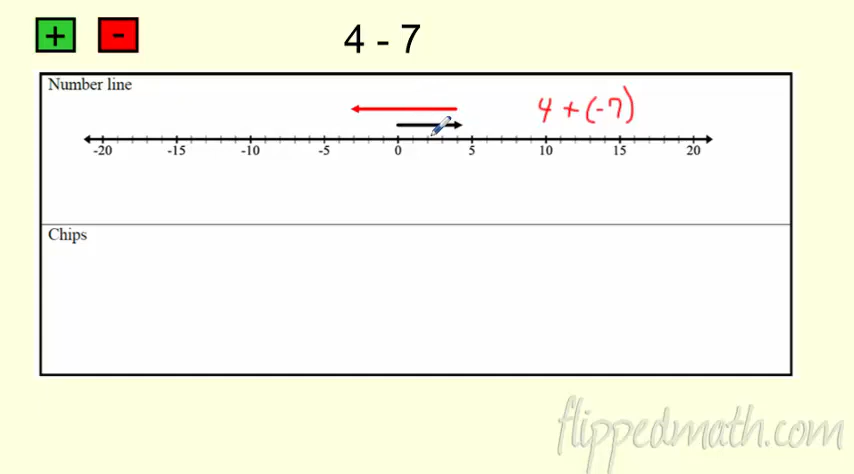 + - 4 - 7
Number line
4 + (-7)
-20 -15 -10 -5 0 5 10 15 20
Chips
flippedmath.com